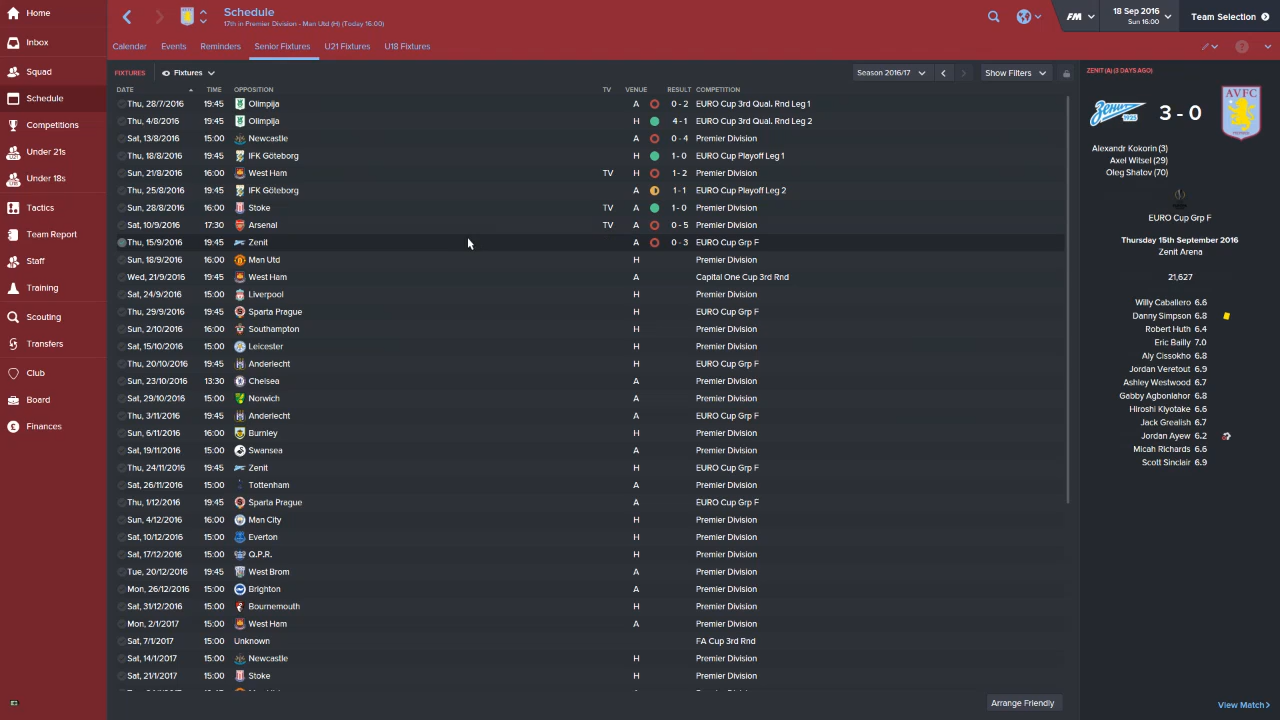 Home
Inbox
Squad
Schedule
Competitions
Under 21s
Under 18s
Tactics
Team Report
Staff
Training
Scouting
Transfers
Club
Board
Finances
Schedule
17th in Premier Division - Man Utd (H) (Today 16:00)
FM
18 Sep 2016
Sun 16:00
Team Selection
Calendar Events Reminders Senior Fixtures U21 Fixtures U18 Fixtures
FIXTURES Fixtures Season 2016/17 Show Filters
DATE TIME OPPOSITION TV VENUE RESULT COMPETITION
Thu, 28/7/2016 19:45 Olimpija A 0 - 2 EURO Cup 3rd Qual. Rnd Leg 1
Thu, 4/8/2016 19:45 Olimpija H 4 - 1 EURO Cup 3rd Qual. Rnd Leg 2
Sat, 13/8/2016 15:00 Newcastle A 0 - 4 Premier Division
Thu, 18/8/2016 19:45 IFK Göteborg H 1 - 0 EURO Cup Playoff Leg 1
Sun, 21/8/2016 16:00 West Ham TV H 1 - 2 Premier Division
Thu, 25/8/2016 19:45 IFK Göteborg A 1 - 1 EURO Cup Playoff Leg 2
Sun, 28/8/2016 16:00 Stoke TV A 1 - 0 Premier Division
Sat, 10/9/2016 17:30 Arsenal TV A 0 - 5 Premier Division
Thu, 15/9/2016 19:45 Zenit A 0 - 3 EURO Cup Grp F
Sun, 18/9/2016 16:00 Man Utd H Premier Division
Wed, 21/9/2016 19:45 West Ham A Capital One Cup 3rd Rnd
Sat, 24/9/2016 15:00 Liverpool H Premier Division
Thu, 29/9/2016 19:45 Sparta Prague H EURO Cup Grp F
Sun, 2/10/2016 16:00 Southampton H Premier Division
Sat, 15/10/2016 15:00 Leicester A Premier Division
Thu, 20/10/2016 19:45 Anderlecht H EURO Cup Grp F
Sun, 23/10/2016 13:30 Chelsea A Premier Division
Sat, 29/10/2016 15:00 Norwich A Premier Division
Thu, 3/11/2016 19:45 Anderlecht A EURO Cup Grp F
Sun, 6/11/2016 16:00 Burnley H Premier Division
Sat, 19/11/2016 15:00 Swansea A Premier Division
Thu, 24/11/2016 19:45 Zenit H EURO Cup Grp F
Sat, 26/11/2016 15:00 Tottenham A Premier Division
Thu, 1/12/2016 19:45 Sparta Prague A EURO Cup Grp F
Sun, 4/12/2016 16:00 Man City H Premier Division
Sat, 10/12/2016 15:00 Everton H Premier Division
Sat, 17/12/2016 15:00 Q.P.R. H Premier Division
Tue, 20/12/2016 19:45 West Brom A Premier Division
Mon, 26/12/2016 15:00 Brighton A Premier Division
Sat, 31/12/2016 15:00 Bournemouth H Premier Division
Mon, 2/1/2017 15:00 West Ham A Premier Division
Sat, 7/1/2017 15:00 Unknown FA Cup 3rd Rnd
Sat, 14/1/2017 15:00 Newcastle H Premier Division
Sat, 21/1/2017 15:00 Stoke H Premier Division
Arrange Friendly
ZENIT (A) (3 DAYS AGO)
Зенит
1925
3 - 0
AVFC
Alexandr Kokorin (3)
Axel Witsel (29)
Oleg Shatov (70)
EURO Cup Grp F
Thursday 15th September 2016
Zenit Arena
21,627
Willy Caballero 6.6
Danny Simpson 6.8
Robert Huth 6.4
Eric Bailly 7.0
Aly Cissokho 6.8
Jordan Veretout 6.9
Ashley Westwood 6.7
Gabby Agbonlahor 6.8
Hiroshi Kiyotake 6.6
Jack Grealish 6.7
Jordan Ayew 6.2
Micah Richards 6.6
Scott Sinclair 6.9
View Match